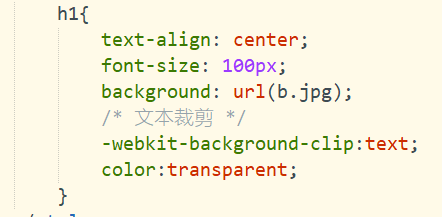 h1{
text-align: center;
font-size: 100px;
background: url(b.jpg);
/* 文本裁剪 */
-webkit-background-clip:text;
color:transparent;
}